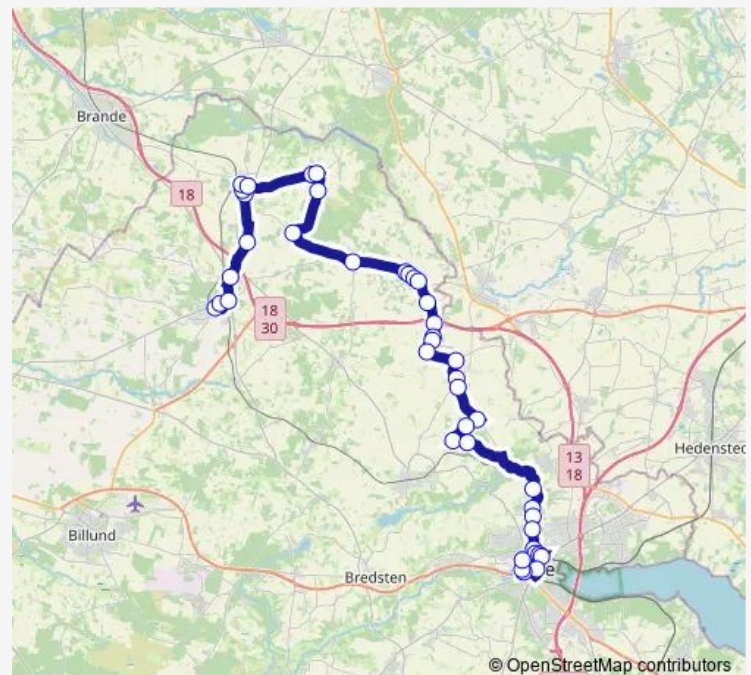 Brande
18
18
30
Hedensted
13
18
Billund
Bredsten
e
© OpenStreetMap contributors